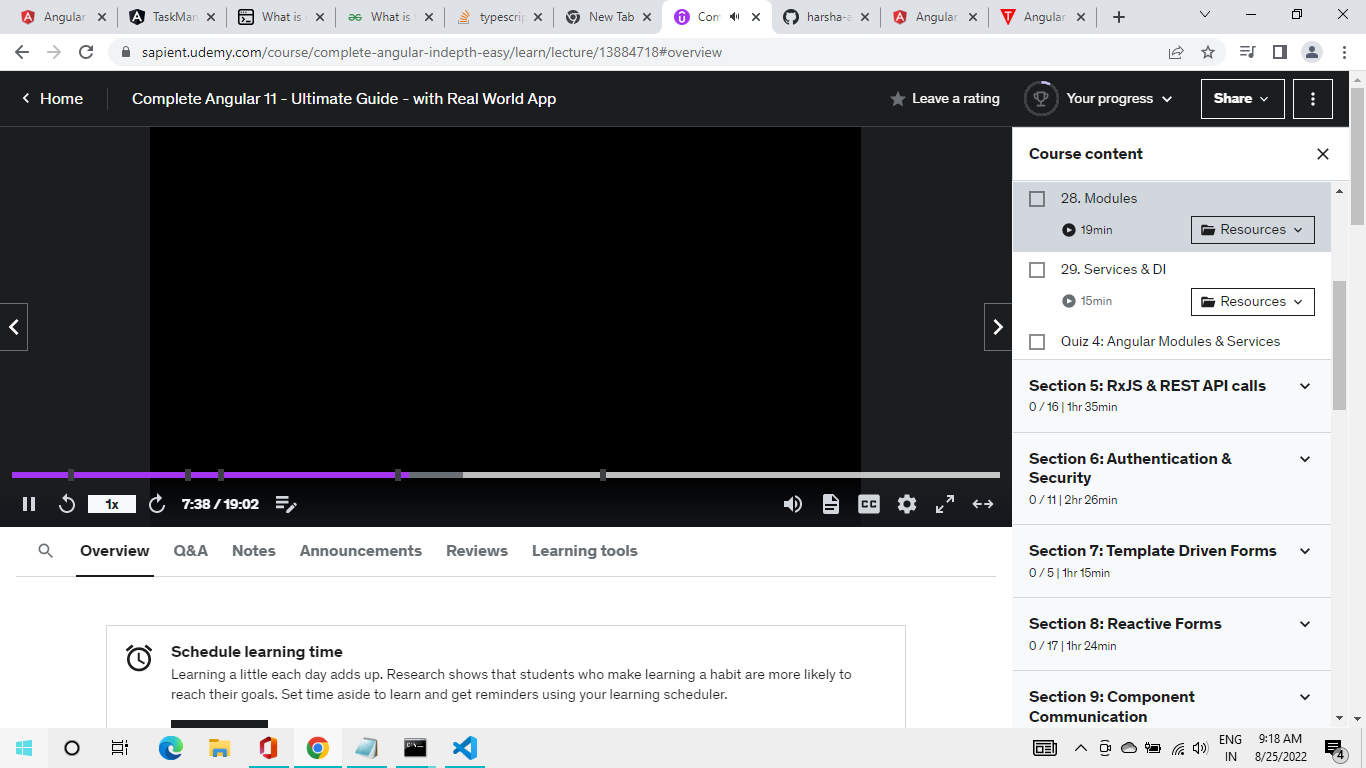 Angular
TaskMan
What is
What is
typescrip
New Tab
Com
harsha-a
Angular
Angular
sapient.udemy.com/course/complete-angular-indepth-easy/learn/lecture/13884718#overview
Home
Complete Angular 11 - Ultimate Guide - with Real World App
Leave a rating
Your progress
Share
Course content
28. Modules
19min
Resources
29. Services & DI
15min
Resources
Quiz 4: Angular Modules & Services
Section 5: RxJS & REST API calls
0 / 16 | 1hr 35min
Section 6: Authentication &
Security
0 / 11 | 2hr 26min
Section 7: Template Driven Forms
0 / 5 | 1hr 15min
Section 8: Reactive Forms
0 / 17 | 1hr 24min
Section 9: Component
Communication
1x
7:38 / 19:02
CC
Overview
Q&A
Notes
Announcements
Reviews
Learning tools
Schedule learning time
Learning a little each day adds up. Research shows that students who make learning a habit are more likely to
reach their goals. Set time aside to learn and get reminders using your learning scheduler.
ENG
IN
9:18 AM
8/25/2022
4